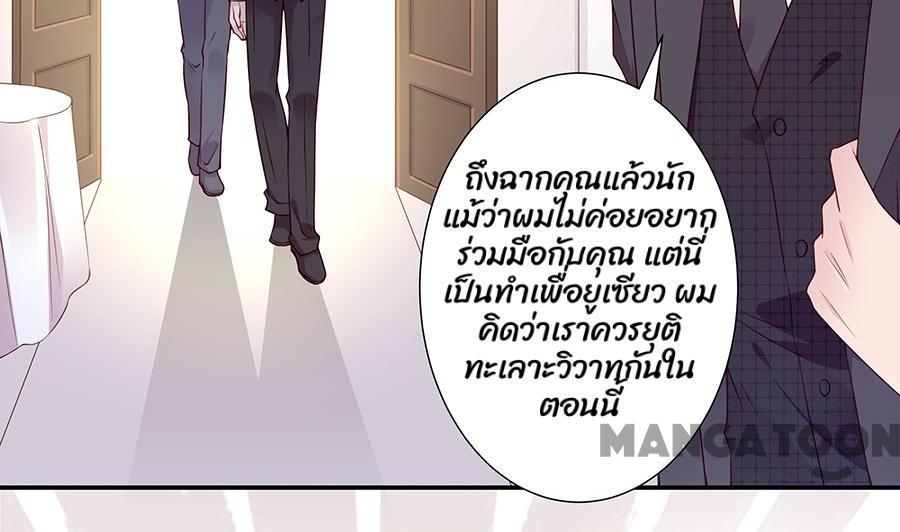 ถึงฉากคุณแล้วนัก
แม้ว่าผมไม่ค่อยอยาก
ร่วมมือกับคุณ แต่นี่
เป็นทำเพื่อยูเซียว ผม
คิดว่าเราควรยุติ
ทะเลาะวิวาทกันใน
ตอนนี้
MANGATOON